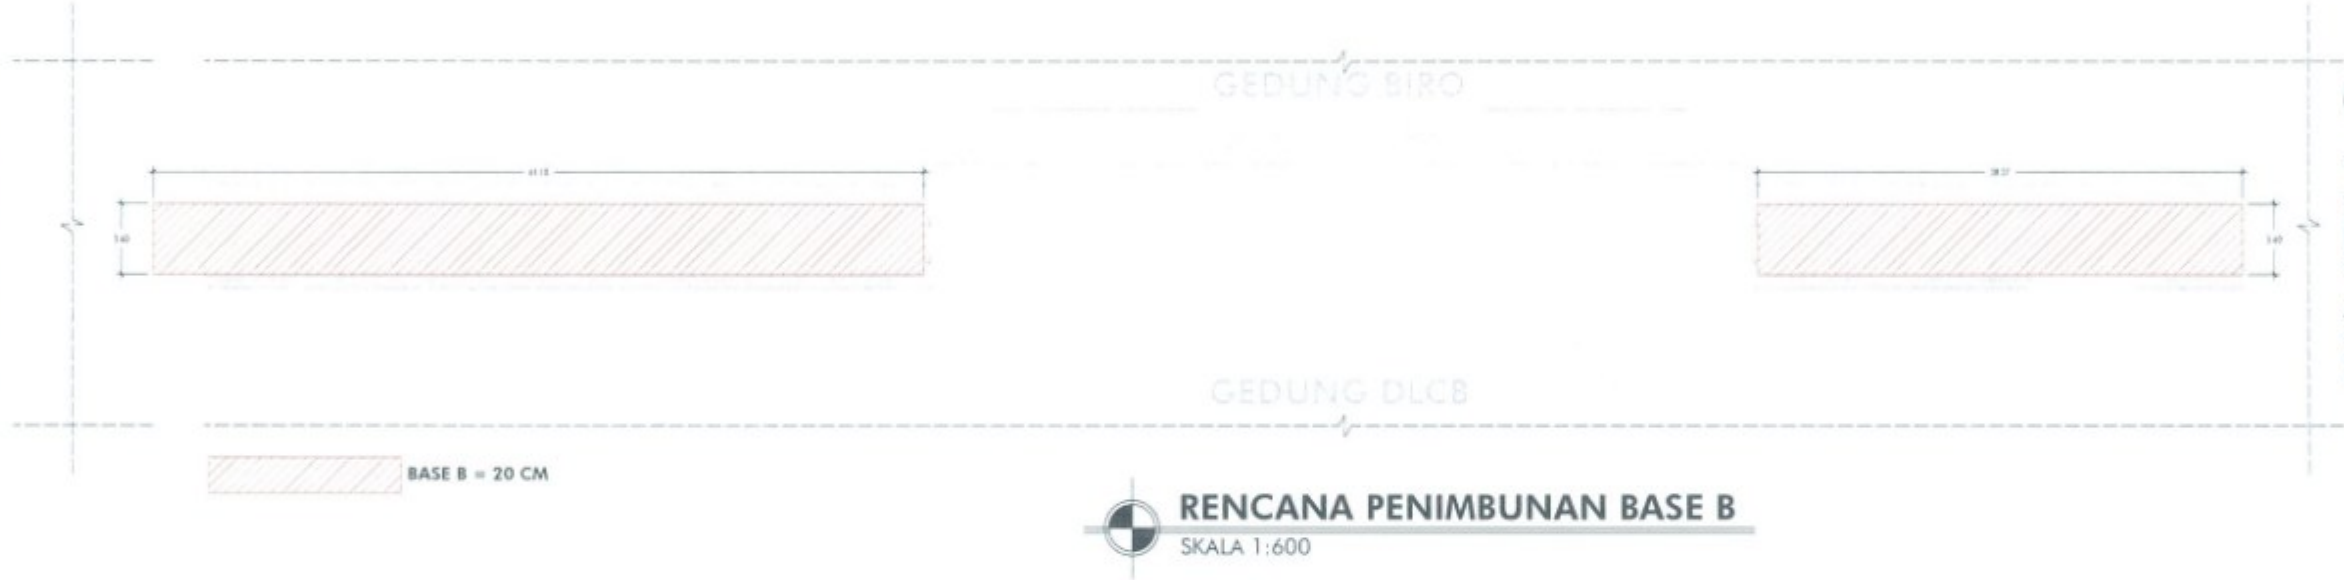 GEDUNG BIRO
GEDUNG DLCB
BASE B = 20 CM
RENCANA PENIMBUNAN BASE B
SKALA 1:600